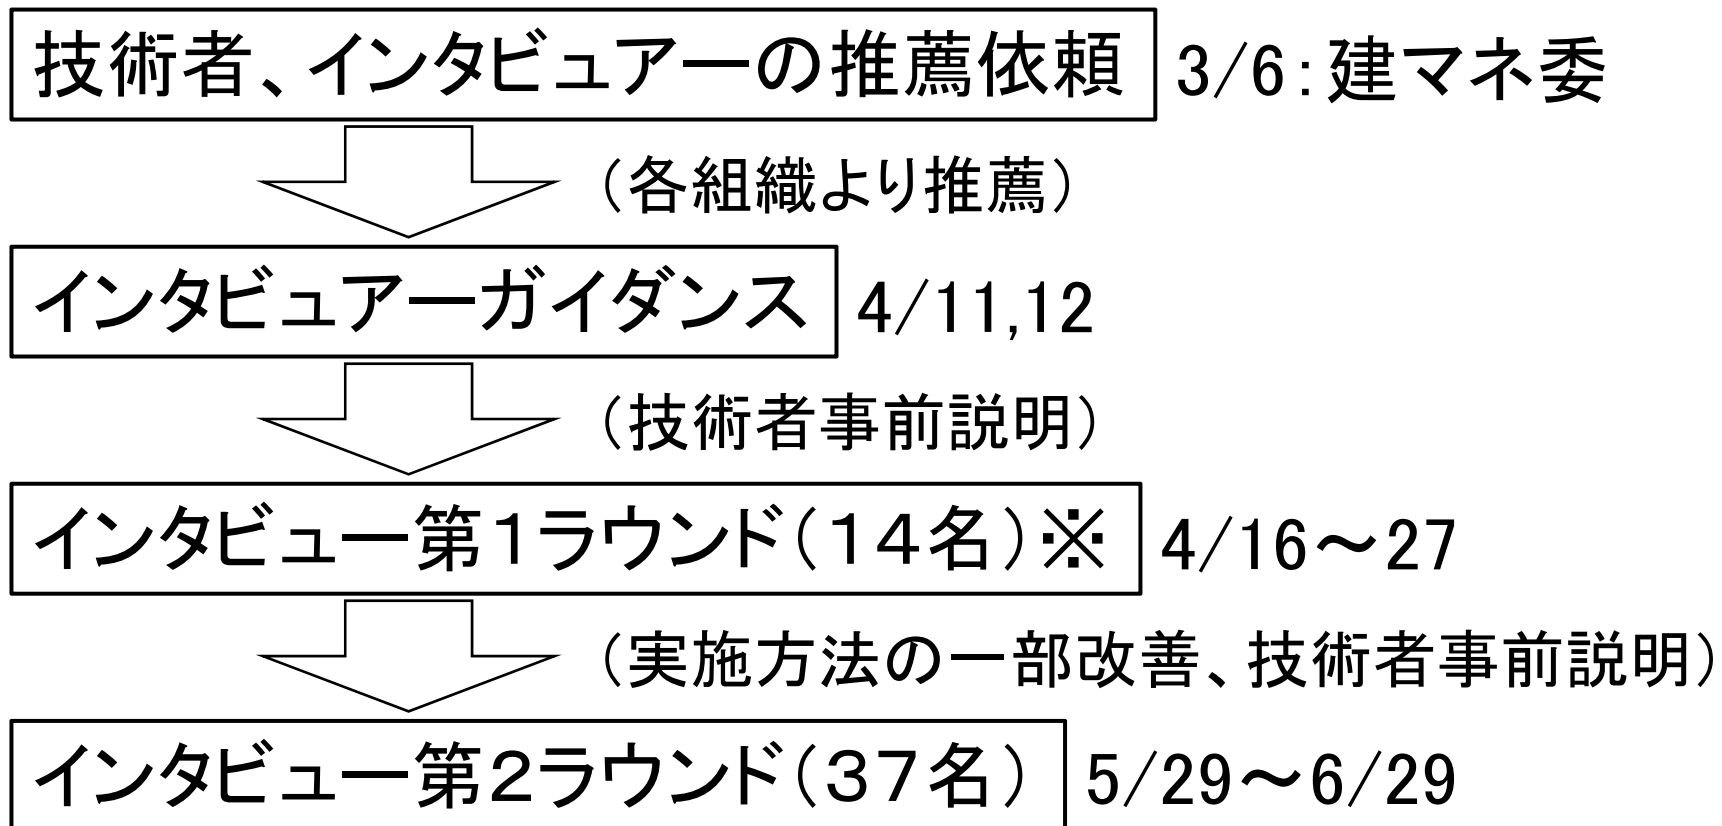 技術者、インタビュアーの推薦依頼 3/6：建マネ委
（各組織より推薦）
インタビュアーガイダンス 4/11,12
（技術者事前説明）
インタビュー第１ラウンド（１４名）※ 4/16～27
（実施方法の一部改善、技術者事前説明）
インタビュー第２ラウンド（３７名） 5/29～6/29